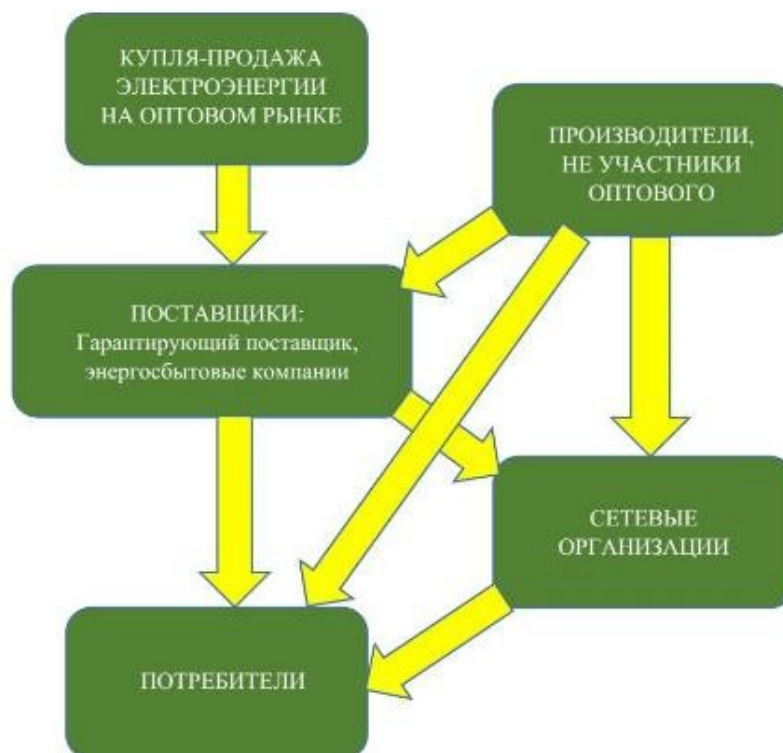 КУПЛЯ-ПРОДАЖА
ЭЛЕКТРОЭНЕРГИИ
НА ОПТОВОМ РЫНКЕ
ПРОИЗВОДИТЕЛИ,
НЕ УЧАСТНИКИ
ОПТОВОГО
ПОСТАВЩИКИ:
Гарантирующий поставщик,
энергосбытовые компании
СЕТЕВЫЕ
ОРГАНИЗАЦИИ
ПОТРЕБИТЕЛИ